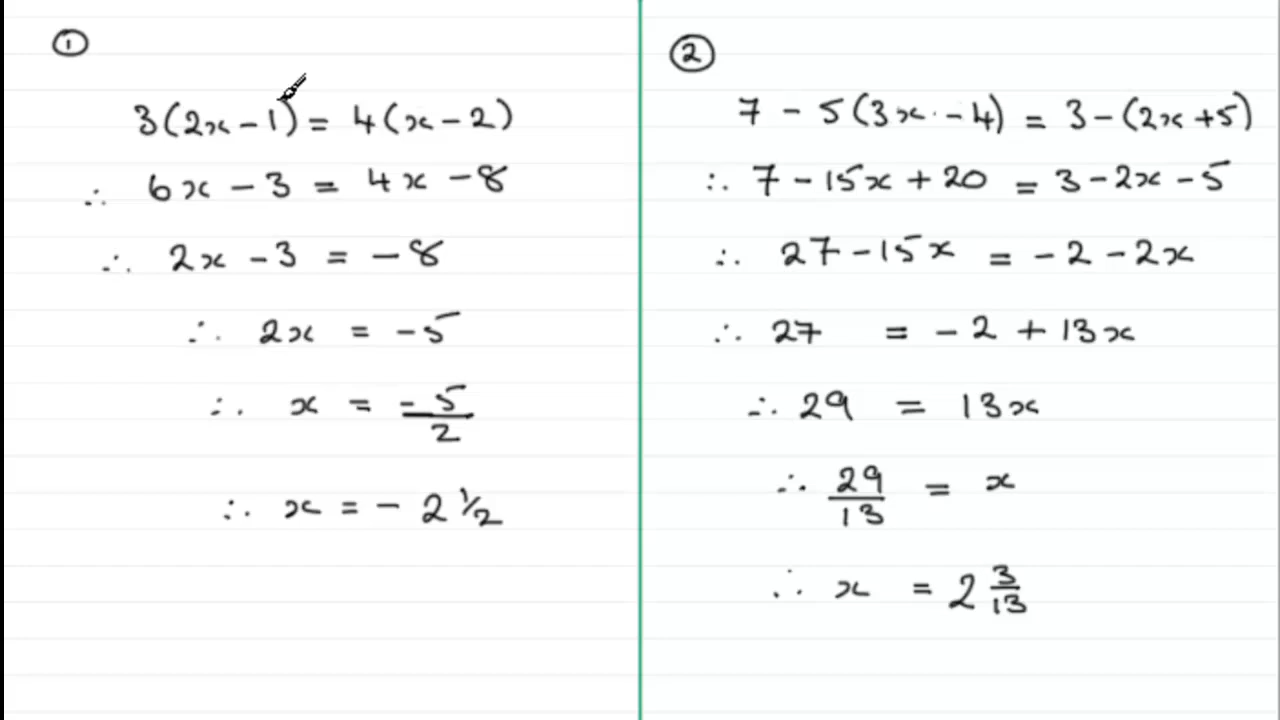 ①
3(2x - 1) = 4(x - 2)
∴ 6x - 3 = 4x - 8
∴ 2x - 3 = -8
∴ 2x = -5
∴ x = -5/2
∴ x = - 2 1/2
②
7 - 5(3x - 4) = 3 - (2x + 5)
∴ 7 - 15x + 20 = 3 - 2x - 5
∴ 27 - 15x = -2 - 2x
∴ 27 = -2 + 13x
∴ 29 = 13x
∴ 29/13 = x
∴ x = 2 3/13